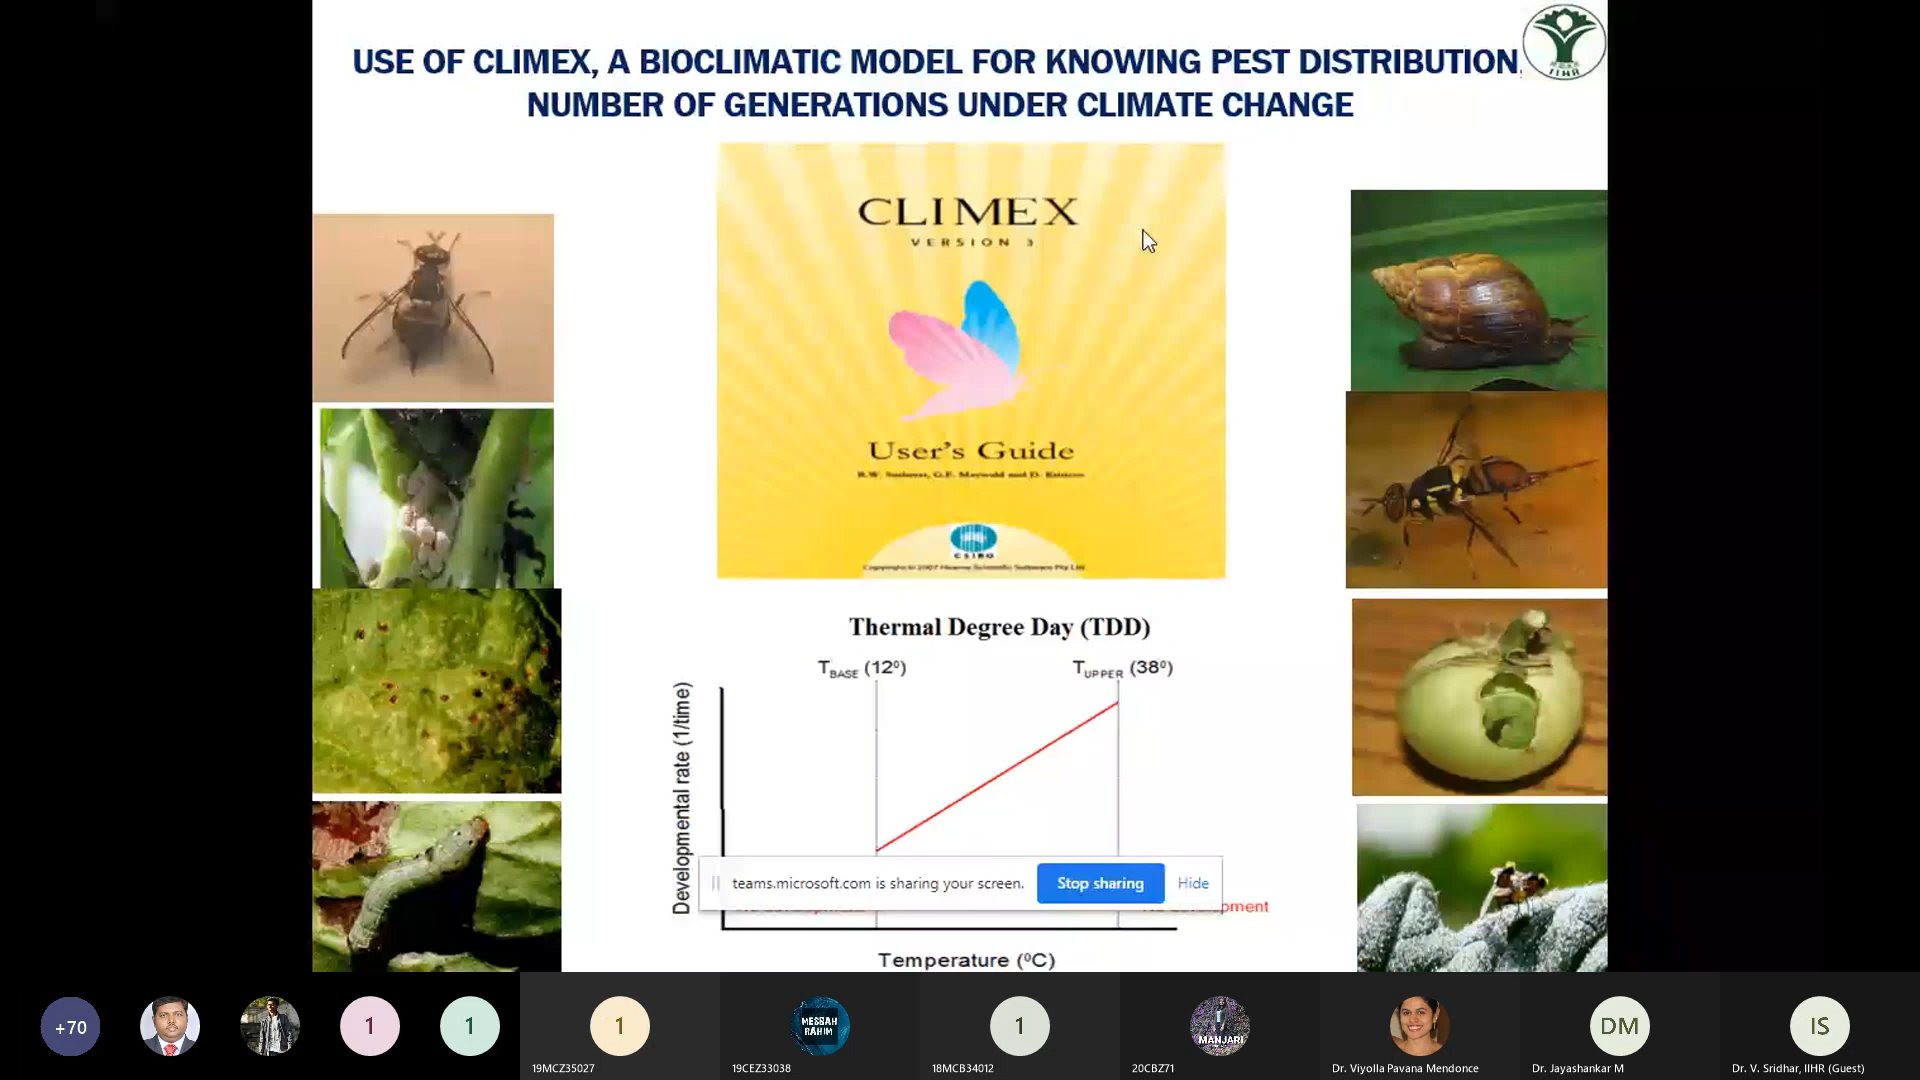 USE OF CLIMEX, A BIOCLIMATIC MODEL FOR KNOWING PEST DISTRIBUTION,
NUMBER OF GENERATIONS UNDER CLIMATE CHANGE
IIHR
CLIMEX
VERSION 3
User's Guide
CSIRO
Thermal Degree Day (TDD)
TBASE (12⁰)
TUPPER (38⁰)
Developmental rate (1/time)
teams.microsoft.com is sharing your screen.
Stop sharing
Hide
Temperature (⁰C)
+70
1
1
1
MESBAH
RAHIM
1
MANJARI
DM
IS
19MCZ35027
19CEZ33038
18MCB34012
20CBZ71
Dr. Viyolla Pavana Mendonce
Dr. Jayashankar M
Dr. V. Sridhar, IIHR (Guest)